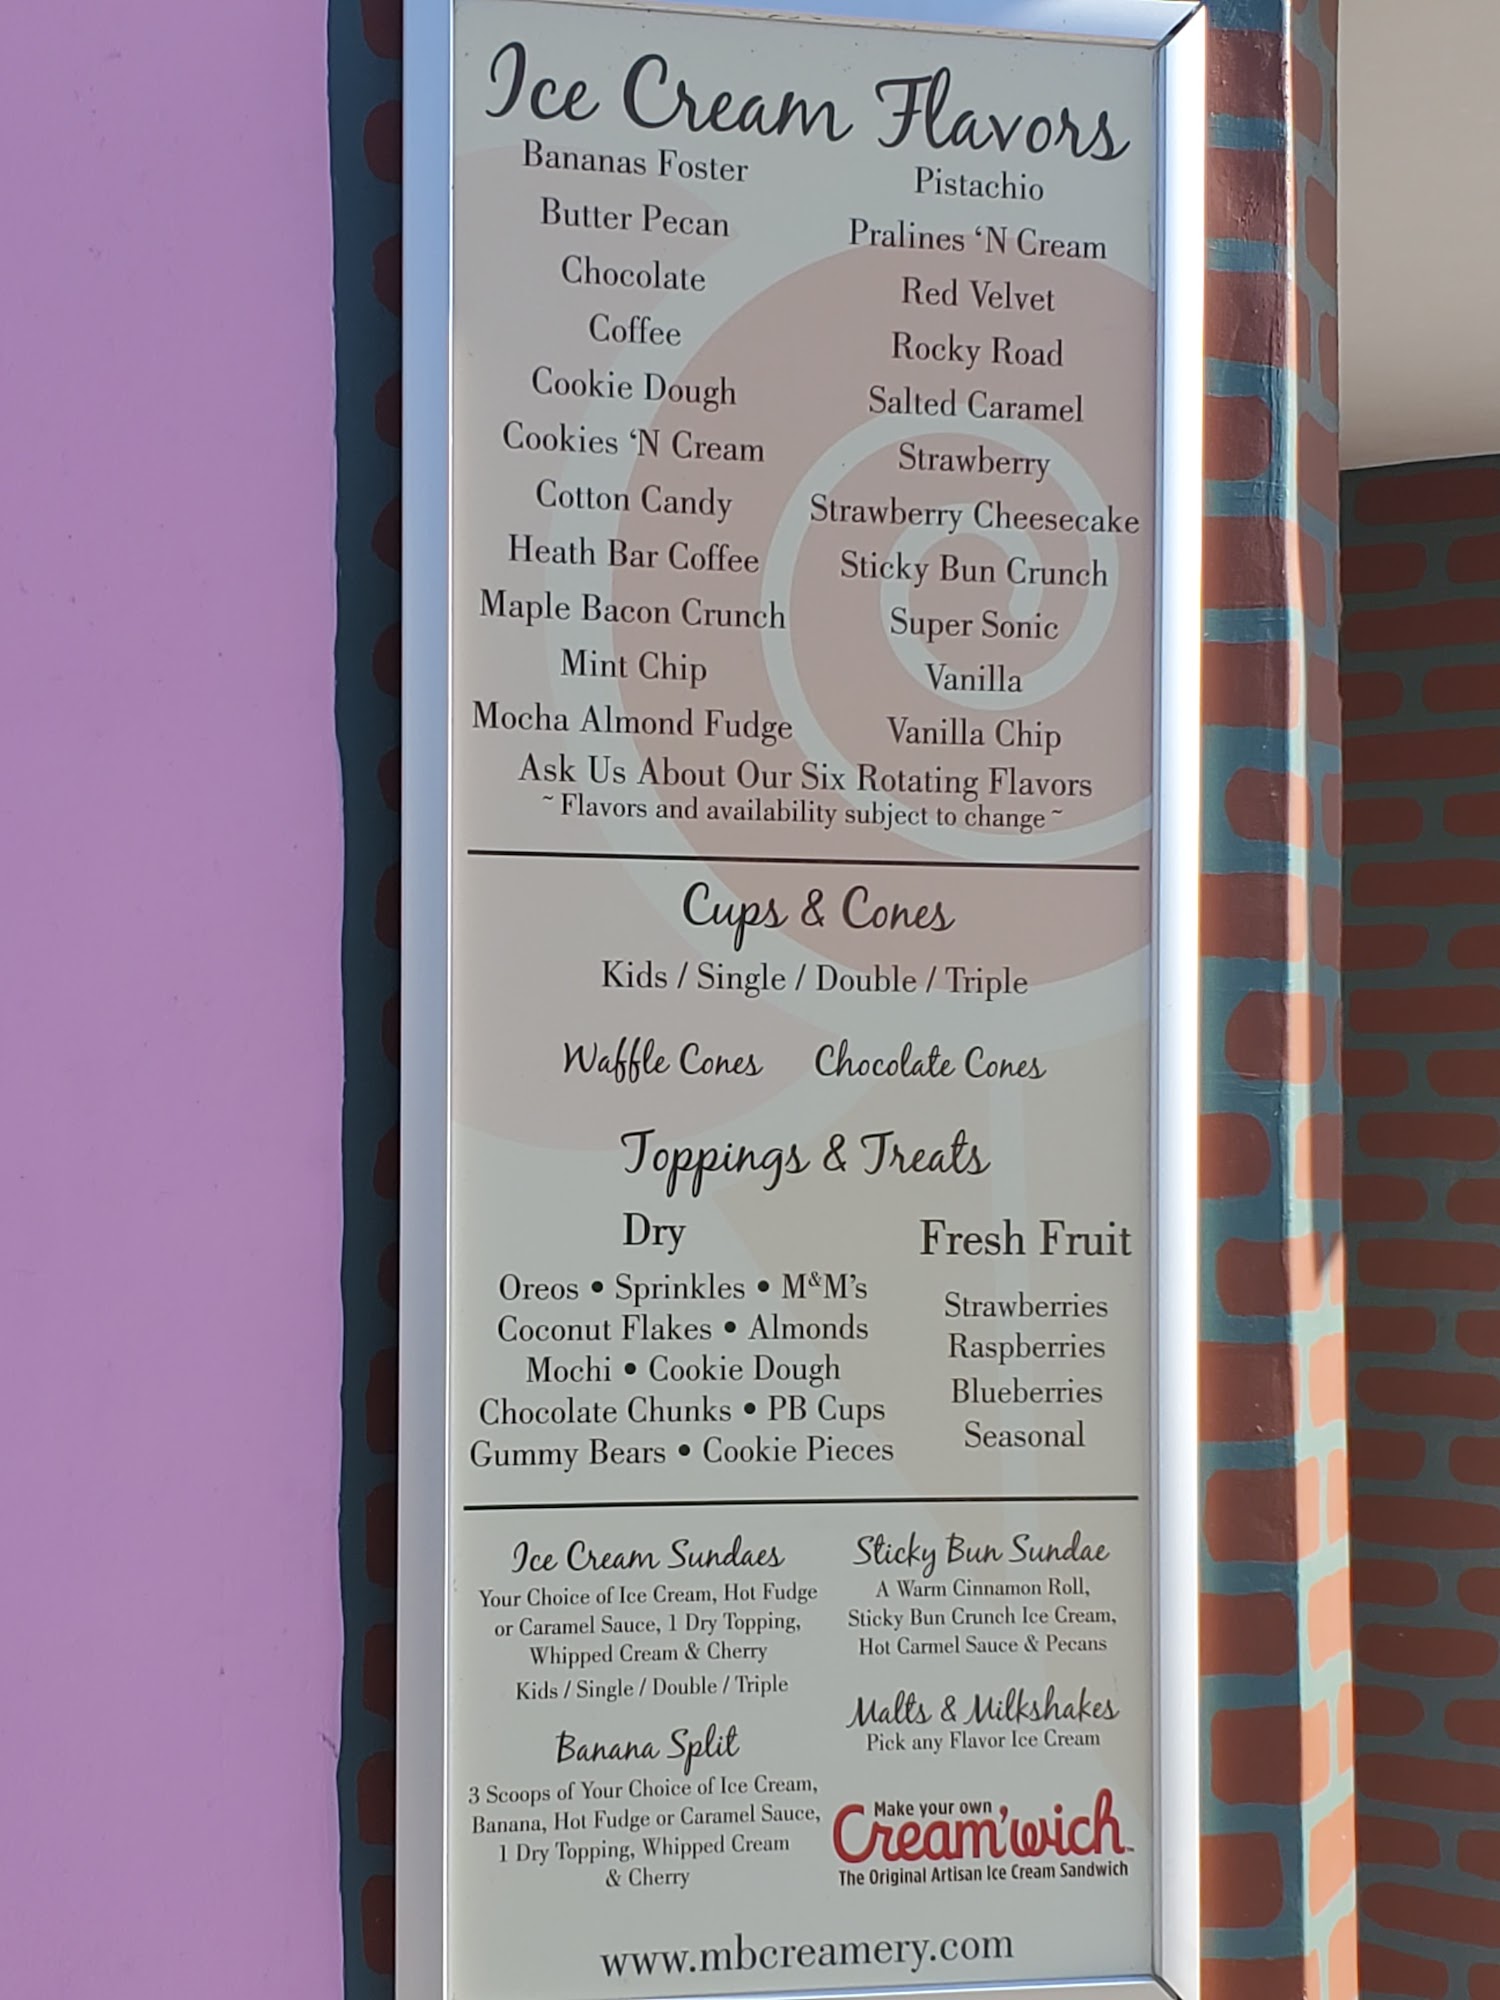 Ice Cream Flavors
Bananas Foster
Butter Pecan
Chocolate
Coffee
Cookie Dough
Cookies ‘N Cream
Cotton Candy
Heath Bar Coffee
Maple Bacon Crunch
Mint Chip
Mocha Almond Fudge
Pistachio
Pralines ‘N Cream
Red Velvet
Rocky Road
Salted Caramel
Strawberry
Strawberry Cheesecake
Sticky Bun Crunch
Super Sonic
Vanilla
Vanilla Chip
Ask Us About Our Six Rotating Flavors
~ Flavors and availability subject to change ~
Cups & Cones
Kids / Single / Double / Triple
Waffle Cones
Chocolate Cones
Toppings & Treats
Dry
Oreos • Sprinkles • M&M’s
Coconut Flakes • Almonds
Mochi • Cookie Dough
Chocolate Chunks • PB Cups
Gummy Bears • Cookie Pieces
Fresh Fruit
Strawberries
Raspberries
Blueberries
Seasonal
Ice Cream Sundaes
Your Choice of Ice Cream, Hot Fudge
or Caramel Sauce, 1 Dry Topping,
Whipped Cream & Cherry
Kids / Single / Double / Triple
Banana Split
3 Scoops of Your Choice of Ice Cream,
Banana, Hot Fudge or Caramel Sauce,
1 Dry Topping, Whipped Cream
& Cherry
Sticky Bun Sundae
A Warm Cinnamon Roll,
Sticky Bun Crunch Ice Cream,
Hot Carmel Sauce & Pecans
Malts & Milkshakes
Pick any Flavor Ice Cream
Make your own
Cream’wich™
The Original Artisan Ice Cream Sandwich
www.mbcreamery.com